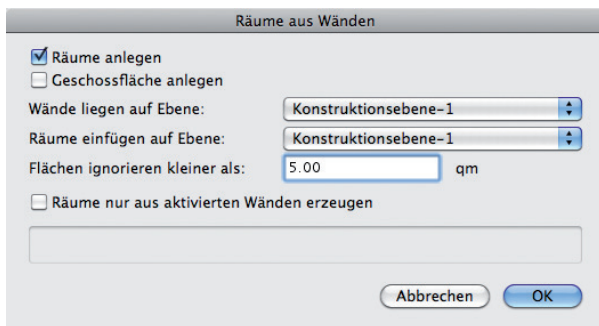 Räume aus Wänden
Räume anlegen
Geschossfläche anlegen
Wände liegen auf Ebene: Konstruktionsebene-1
Räume einfügen auf Ebene: Konstruktionsebene-1
Flächen ignorieren kleiner als: 5.00 qm
Räume nur aus aktivierten Wänden erzeugen
Abbrechen OK